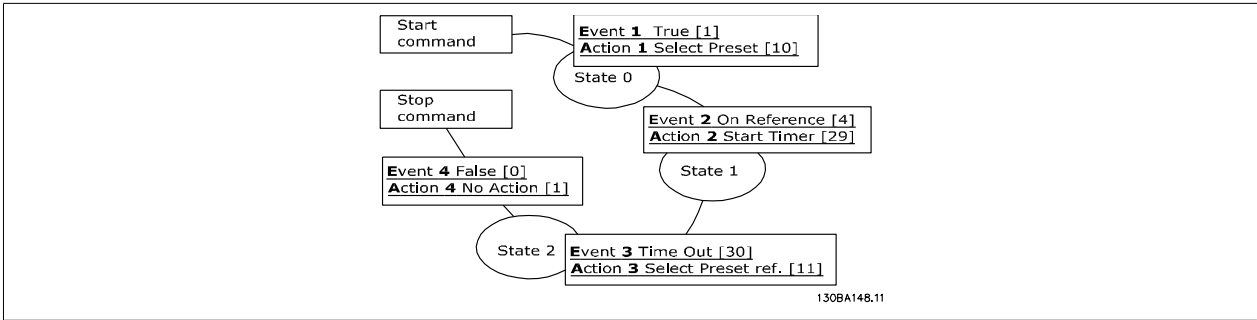 Start
command
Event 1 True [1]
Action 1 Select Preset [10]
State 0
Stop
command
Event 2 On Reference [4]
Action 2 Start Timer [29]
State 1
Event 4 False [0]
Action 4 No Action [1]
State 2
Event 3 Time Out [30]
Action 3 Select Preset ref. [11]
130BA148.11